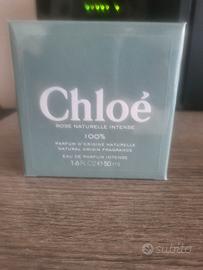 Chloé
ROSE NATURELLE INTENSE
100%
PARFUM D'ORIGINE NATURELLE
NATURAL ORIGIN FRAGRANCE
EAU DE PARFUM INTENSE
1.6 FL.OZ 50 ml
subito